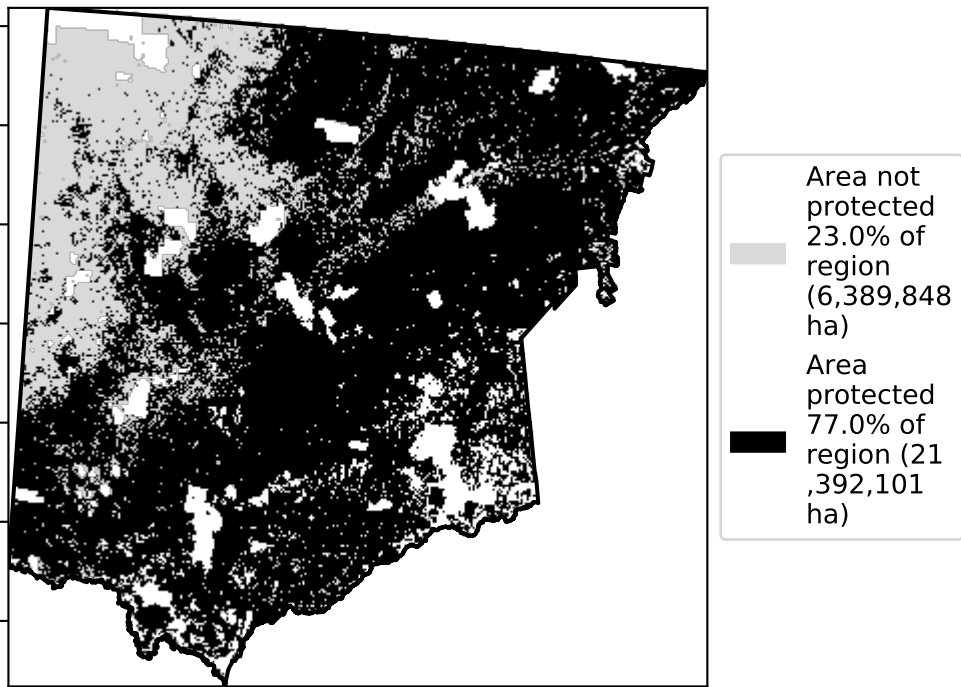 Area not
protected
23.0% of
region
(6,389,848
ha)
Area
protected
77.0% of
region (21
,392,101
ha)